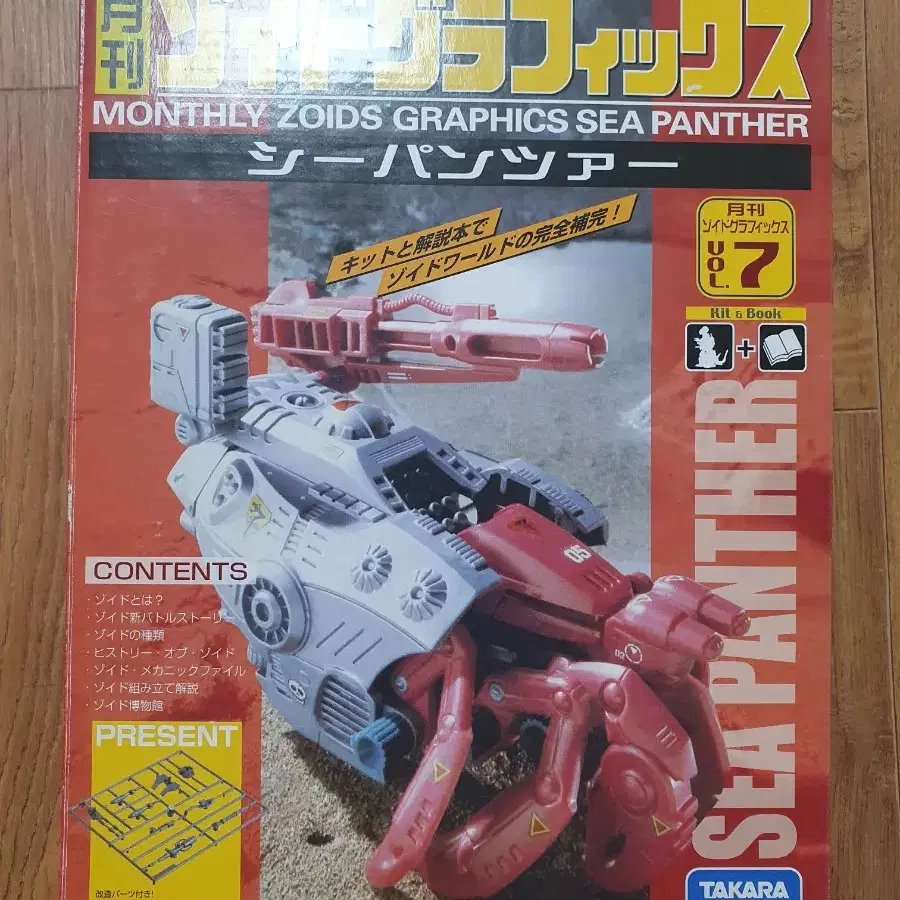 月刊
ゾイドグラフィックス
MONTHLY ZOIDS GRAPHICS SEA PANTHER
シーパンツァー
キットと解説本で
ゾイドワールドの完全補完!
月刊
ゾイドグラフィックス
VOL. 7
Kit & Book
+
SEA PANTHER
05
03
CONTENTS
・ゾイドとは?
・ゾイド新バトルストーリー
・ゾイドの種類
・ヒストリー・オブ・ゾイド
・ゾイド・メカニックファイル
・ゾイド組み立て解説
・ゾイド博物館
PRESENT
改造パーツ付き!
TAKARA